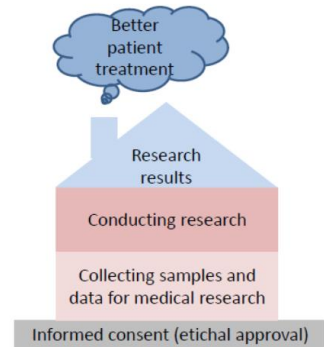 Better
patient
treatment
Research
results
Conducting research
Collecting samples and
data for medical research
Informed consent (etichal approval)